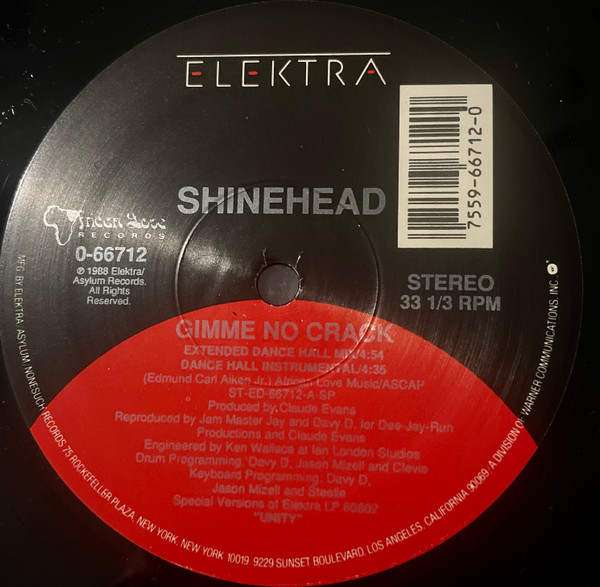 ELEKTRA
7559-66712-0
SHINEHEAD
African Love
RECORDS
0-66712
℗ 1988 Elektra/
Asylum Records.
All Rights
Reserved.
STEREO
33 1/3 RPM
GIMME NO CRACK
EXTENDED DANCE HALL MIX/4:54
DANCE HALL INSTRUMENTAL/4:35
(Edmund Carl Aiken Jr.) African Love Music/ASCAP
ST-ED-66712-A-SP
Produced by Claude Evans
Reproduced by Jam Master Jay and Davy D. for Dee-Jay-Run
Productions and Claude Evans
Engineered by Ken Wallace at Ian London Studios
Drum Programming: Davy D, Jason Mizell and Clevie
Keyboard Programming: Davy D,
Jason Mizell and Steelie
Special Versions of Elektra LP 60802
"UNITY"
MFG. BY ELEKTRA, ASYLUM, NONESUCH RECORDS 75 ROCKEFELLER PLAZA, NEW YORK, NEW YORK 10019 9229 SUNSET BOULEVARD, LOS ANGELES, CALIFORNIA 90069. A DIVISION OF WARNER COMMUNICATIONS, INC.